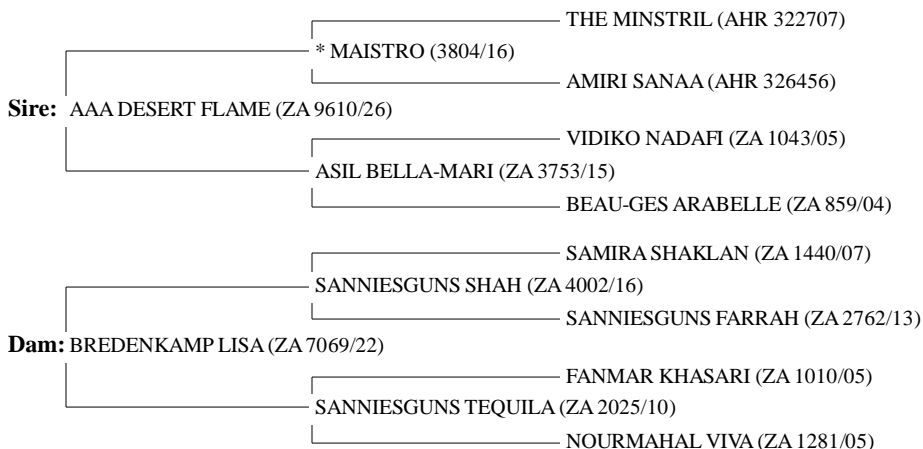 THE MINSTRIL (AHR 322707)
* MAISTRO (3804/16)
AMIRI SANAA (AHR 326456)
Sire: AAA DESERT FLAME (ZA 9610/26)
VIDIKO NADAFI (ZA 1043/05)
ASIL BELLA-MARI (ZA 3753/15)
BEAU-GES ARABELLE (ZA 859/04)
SAMIRA SHAKLAN (ZA 1440/07)
SANNIESGUNS SHAH (ZA 4002/16)
SANNIESGUNS FARRAH (ZA 2762/13)
Dam: BREDENKAMP LISA (ZA 7069/22)
FANMAR KHASARI (ZA 1010/05)
SANNIESGUNS TEQUILA (ZA 2025/10)
NOURMAHAL VIVA (ZA 1281/05)